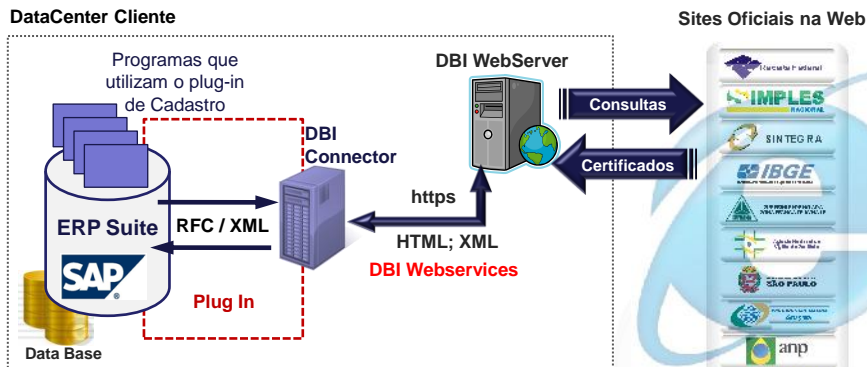 DataCenter Cliente
Sites Oficiais na Web
Programas que
utilizam o plug-in
de Cadastro
DBI WebServer
Consultas
Certificados
DBI
Connector
https
HTML; XML
DBI Webservices
ERP Suite
RFC / XML
SAP
Plug In
Data Base
Receita Federal
SIMPLES
NACIONAL
SINTEGRA
IBGE
SÃO PAULO
anp